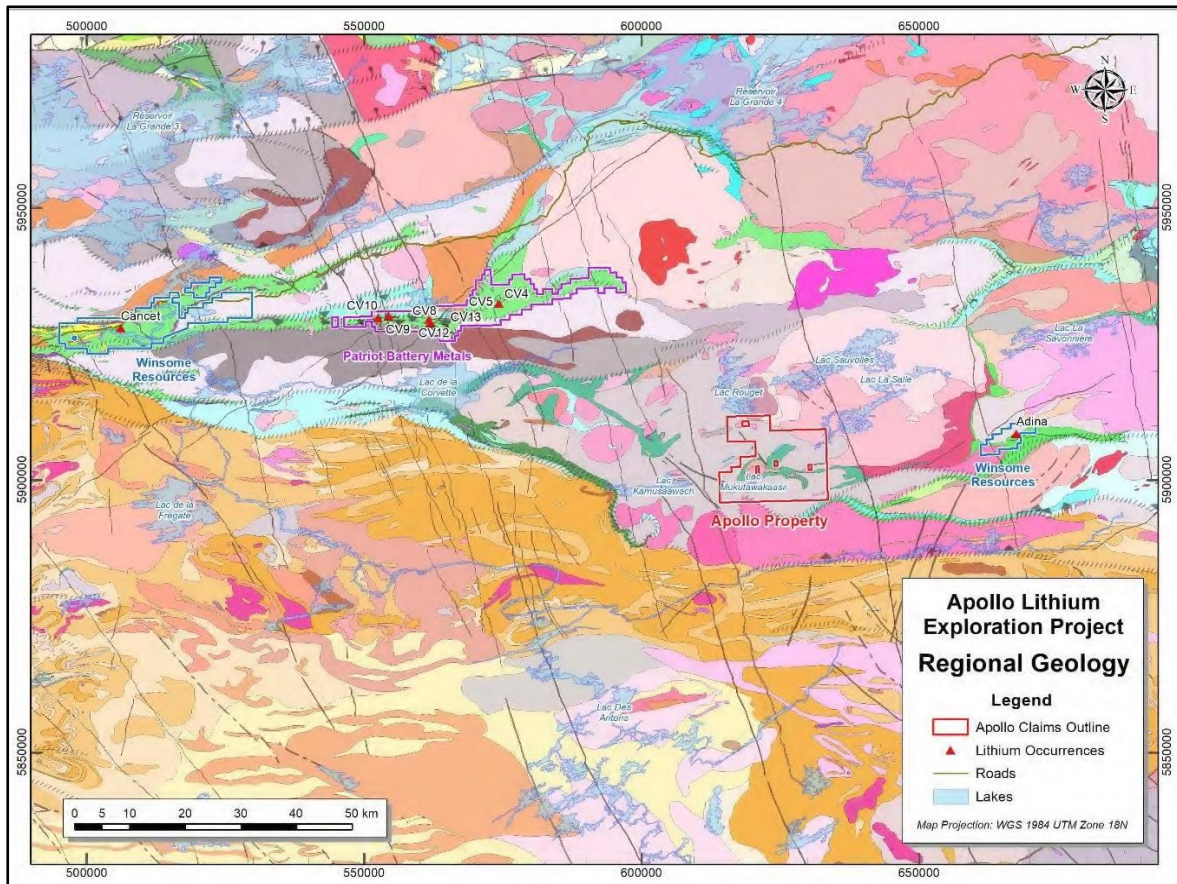 500000
550000
600000
650000
Réservoir
La Grande 3
Réservoir
La Grande 4
N
W
E
S
5950000
5950000
Cancet
CV10
CV8
CV5
CV4
CV9
CV13
CV12
Winsome
Resources
Patriot Battery Metals
Lac de la
Corvette
Lac Sauvolles
Lac La
Savonnière
Lac Rouget
Lac La Salle
Adina
Winsome
Resources
5900000
5900000
Lac
Kamusaawach
Lac
Mukutawakaasii
Apollo Property
Lac de la
Frégate
Lac Des
Antons
5850000
5850000
Apollo Lithium
Exploration Project
Regional Geology
Legend
Apollo Claims Outline
Lithium Occurrences
Roads
Lakes
Map Projection: WGS 1984 UTM Zone 18N
0 5 10 20 30 40 50 km
500000
550000
600000
650000